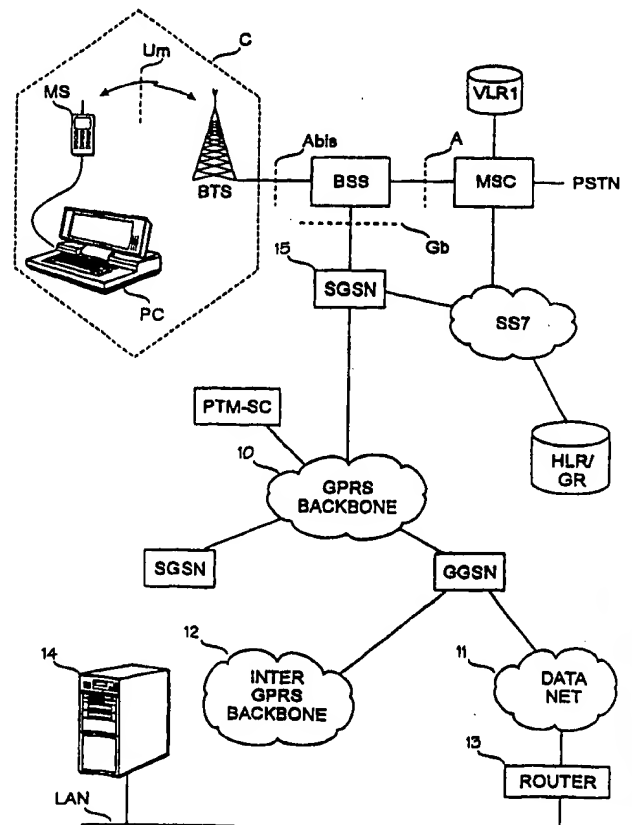 C
Um
MS
VLR1
Abis
A
BTS
BSS
MSC
PSTN
Gb
PC
15
SGSN
SS7
PTM-SC
10
GPRS
BACKBONE
HLR/
GR
SGSN
GGSN
12
14
INTER
GPRS
BACKBONE
11
DATA
NET
13
ROUTER
LAN